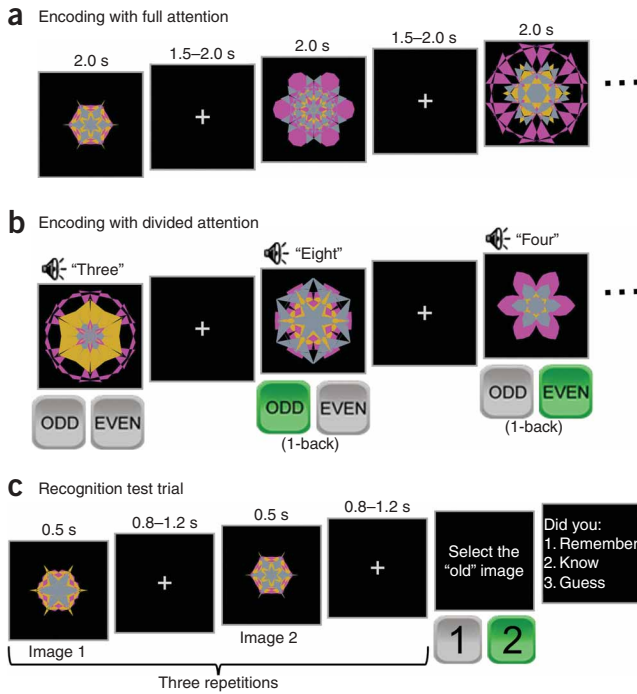 a Encoding with full attention
2.0 s 1.5–2.0 s 2.0 s 1.5–2.0 s 2.0 s
b Encoding with divided attention
“Three” “Eight” “Four”
ODD EVEN ODD EVEN ODD EVEN
(1-back) (1-back)
c Recognition test trial
0.5 s 0.8–1.2 s 0.5 s 0.8–1.2 s
Select the
“old” image
Did you:
1. Remember
2. Know
3. Guess
1 2
Image 1 Image 2
Three repetitions